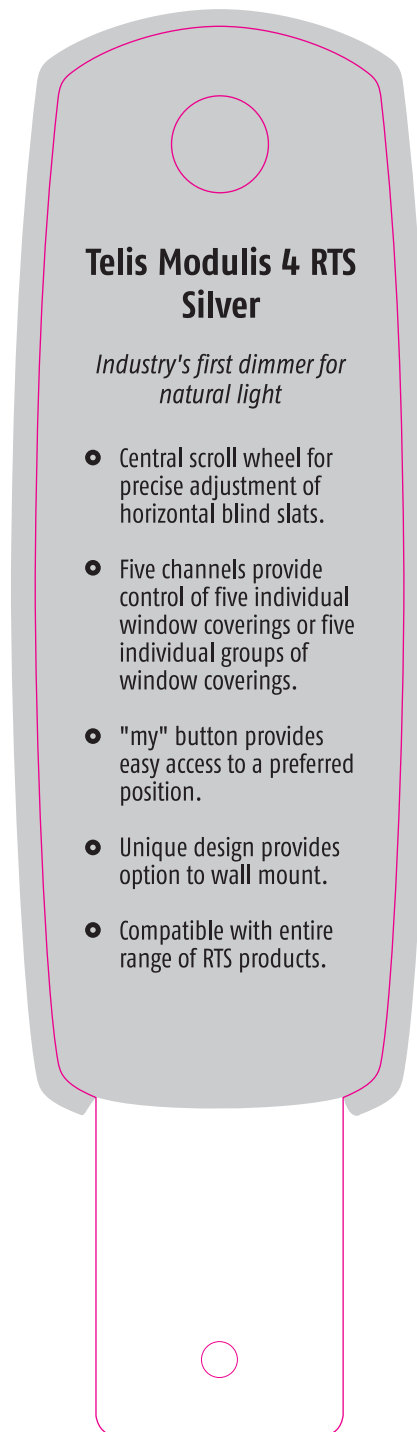 Telis Modulis 4 RTS
Silver
Industry's first dimmer for
natural light
Central scroll wheel for
precise adjustment of
horizontal blind slats.
Five channels provide
control of five individual
window coverings or five
individual groups of
window coverings.
"my" button provides
easy access to a preferred
position.
Unique design provides
option to wall mount.
Compatible with entire
range of RTS products.